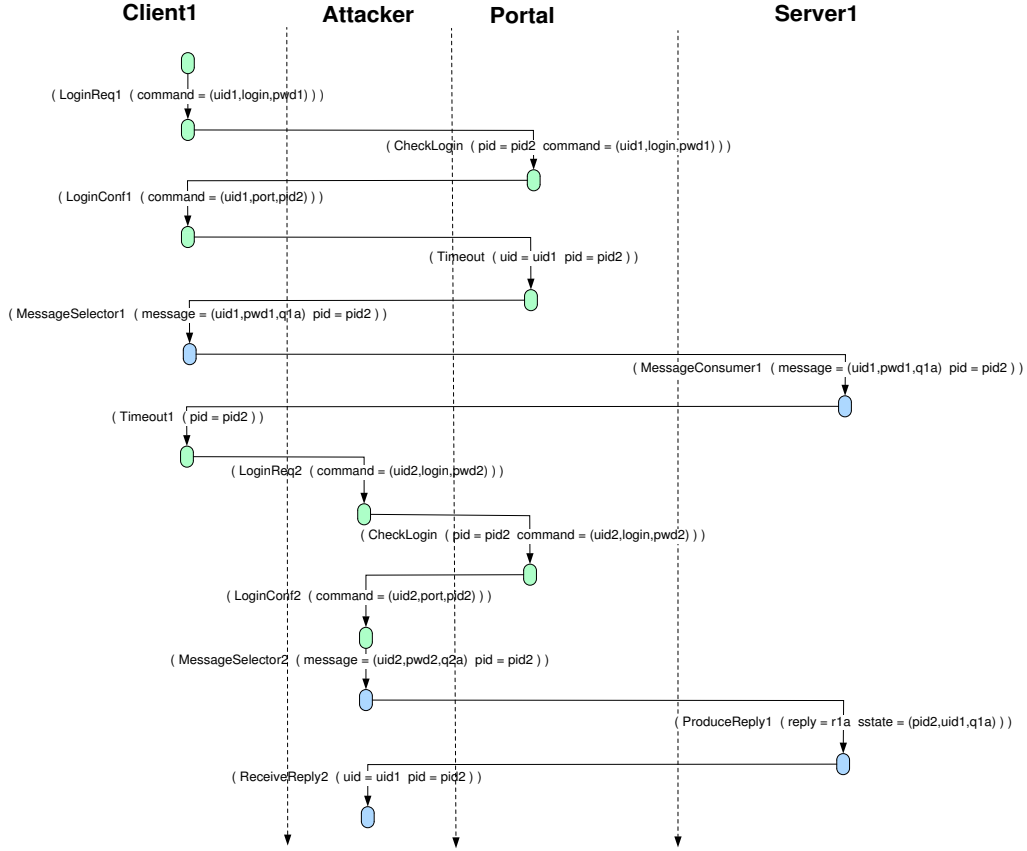 Client1 Attacker Portal Server1
( LoginReq1 ( command = (uid1,login,pwd1) ) )
( CheckLogin ( pid = pid2 command = (uid1,login,pwd1) ) )
( LoginConf1 ( command = (uid1,port,pid2) ) )
( Timeout ( uid = uid1 pid = pid2 ) )
( MessageSelector1 ( message = (uid1,pwd1,q1a) pid = pid2 ) )
( MessageConsumer1 ( message = (uid1,pwd1,q1a) pid = pid2 ) )
( Timeout1 ( pid = pid2 ) )
( LoginReq2 ( command = (uid2,login,pwd2) ) )
( CheckLogin ( pid = pid2 command = (uid2,login,pwd2) ) )
( LoginConf2 ( command = (uid2,port,pid2) ) )
( MessageSelector2 ( message = (uid2,pwd2,q2a) pid = pid2 ) )
( ProduceReply1 ( reply = r1a sstate = (pid2,uid1,q1a) ) )
( ReceiveReply2 ( uid = uid1 pid = pid2 ) )